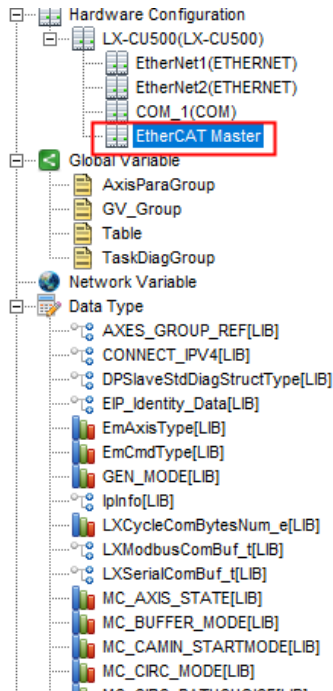 Hardware Configuration
LX-CU500(LX-CU500)
EtherNet1(ETHERNET)
EtherNet2(ETHERNET)
COM_1(COM)
EtherCAT Master
Global Variable
AxisParaGroup
GV_Group
Table
TaskDiagGroup
Network Variable
Data Type
AXES_GROUP_REF[LIB]
CONNECT_IPV4[LIB]
DPSlaveStdDiagStructType[LIB]
EIP_Identity_Data[LIB]
EmAxisType[LIB]
EmCmdType[LIB]
GEN_MODE[LIB]
IpInfo[LIB]
LXCycleComBytesNum_e[LIB]
LXModbusComBuf_t[LIB]
LXSerialComBuf_t[LIB]
MC_AXIS_STATE[LIB]
MC_BUFFER_MODE[LIB]
MC_CAMIN_STARTMODE[LIB]
MC_CIRC_MODE[LIB]